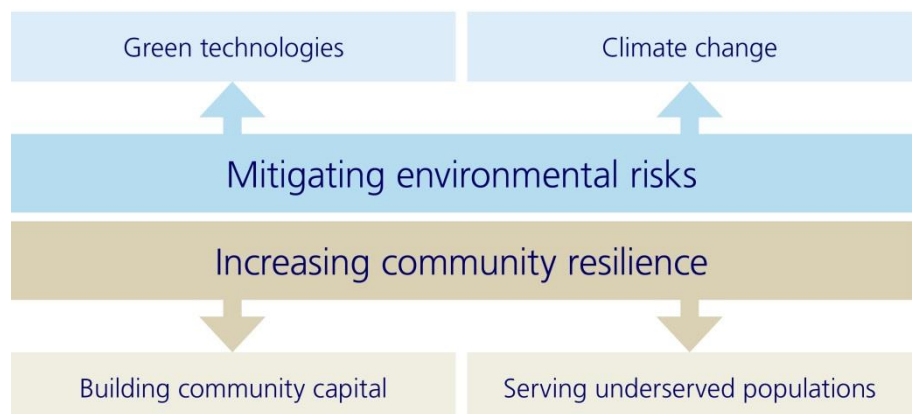 Green technologies
Climate change
Mitigating environmental risks
Increasing community resilience
Building community capital
Serving underserved populations